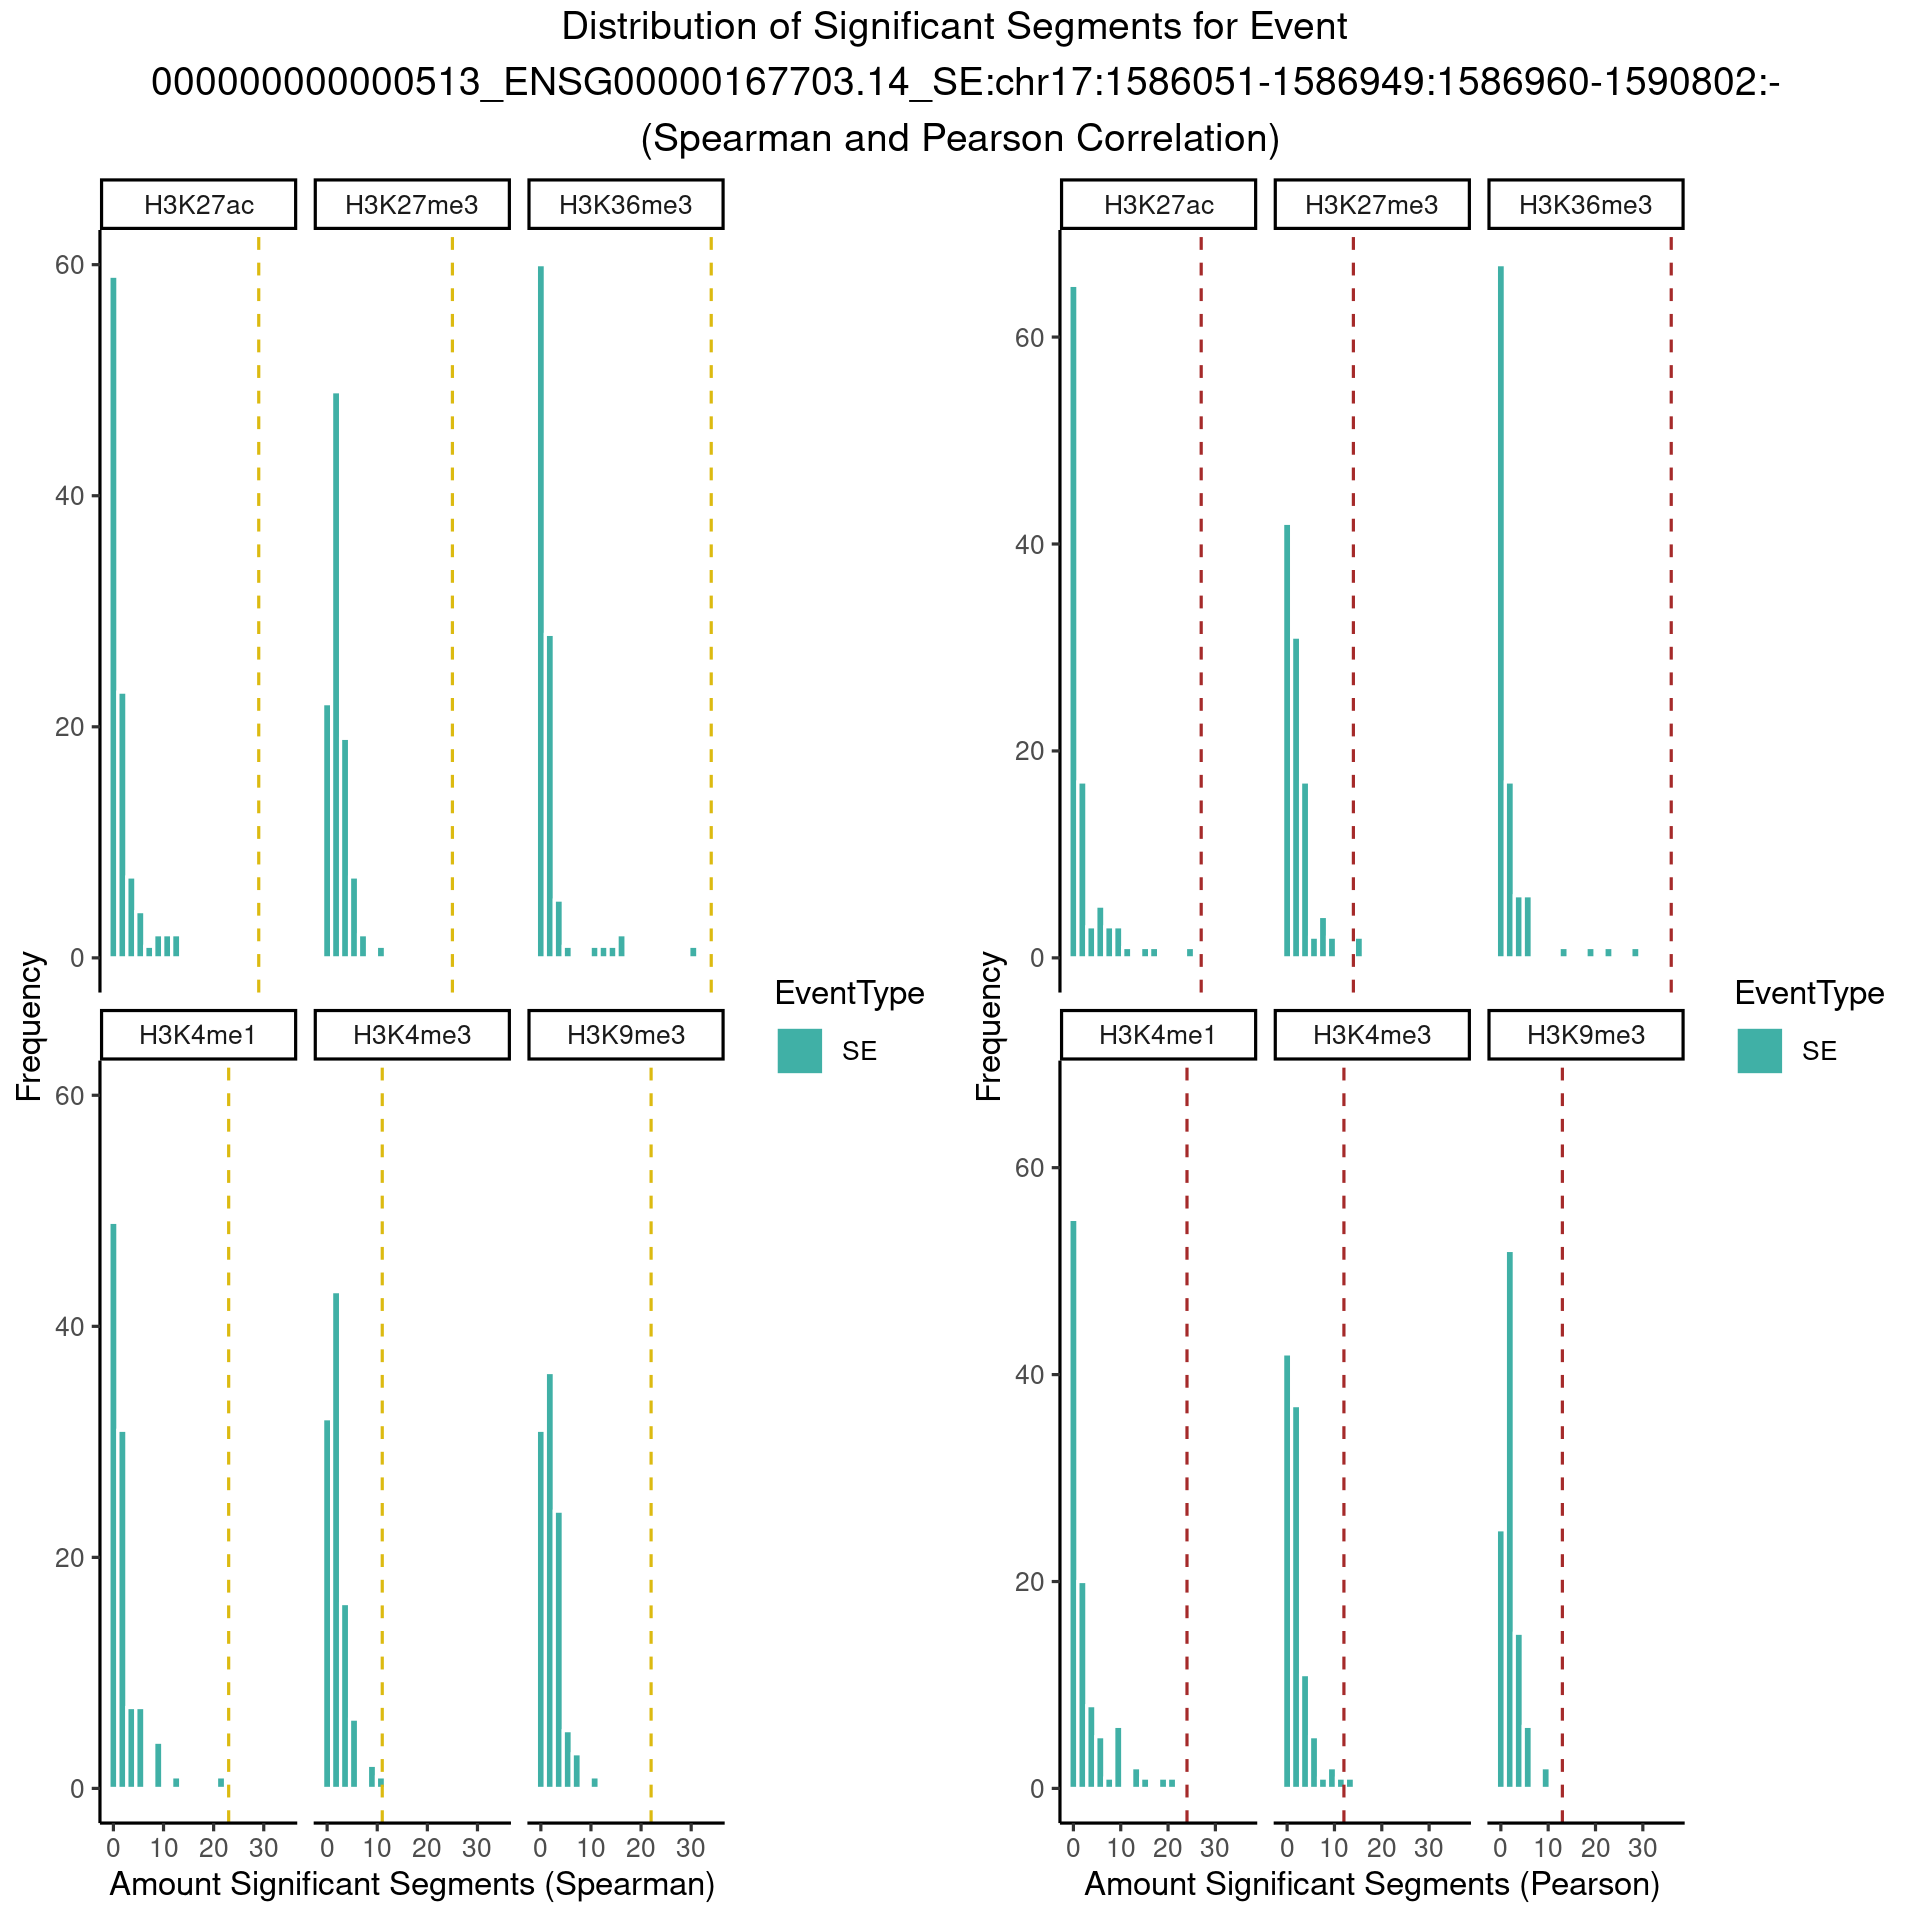 Distribution of Significant Segments for Event
000000000000513_ENSG00000167703.14_SE:chr17:1586051-1586949:1586960-1590802:-
(Spearman and Pearson Correlation)
H3K27ac H3K27me3 H3K36me3
60
40
20
0
H3K4me1 H3K4me3 H3K9me3
60
40
20
0
0 10 20 30 0 10 20 30 0 10 20 30
Frequency
Amount Significant Segments (Spearman)
EventType
SE
H3K27ac H3K27me3 H3K36me3
60
40
20
0
H3K4me1 H3K4me3 H3K9me3
60
40
20
0
0 10 20 30 0 10 20 30 0 10 20 30
Frequency
Amount Significant Segments (Pearson)
EventType
SE